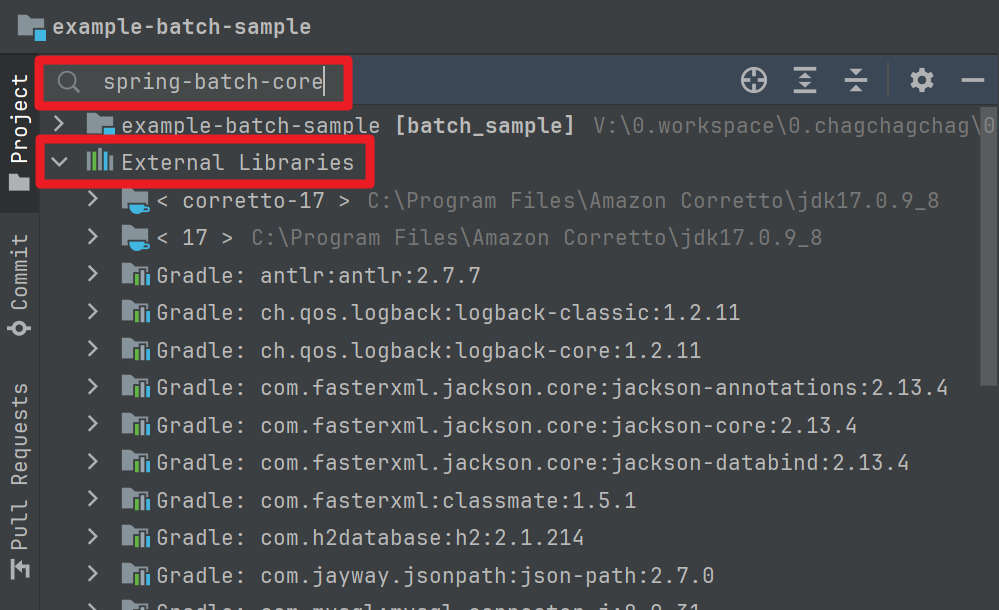 example-batch-sample
spring-batch-core
Project
Commit
Pull Requests
example-batch-sample [batch_sample] V:\0.workspace\0.chagchagchag\0
External Libraries
< corretto-17 > C:\Program Files\Amazon Corretto\jdk17.0.9_8
< 17 > C:\Program Files\Amazon Corretto\jdk17.0.9_8
Gradle: antlr:antlr:2.7.7
Gradle: ch.qos.logback:logback-classic:1.2.11
Gradle: ch.qos.logback:logback-core:1.2.11
Gradle: com.fasterxml.jackson.core:jackson-annotations:2.13.4
Gradle: com.fasterxml.jackson.core:jackson-core:2.13.4
Gradle: com.fasterxml.jackson.core:jackson-databind:2.13.4
Gradle: com.fasterxml:classmate:1.5.1
Gradle: com.h2database:h2:2.1.214
Gradle: com.jayway.jsonpath:json-path:2.7.0